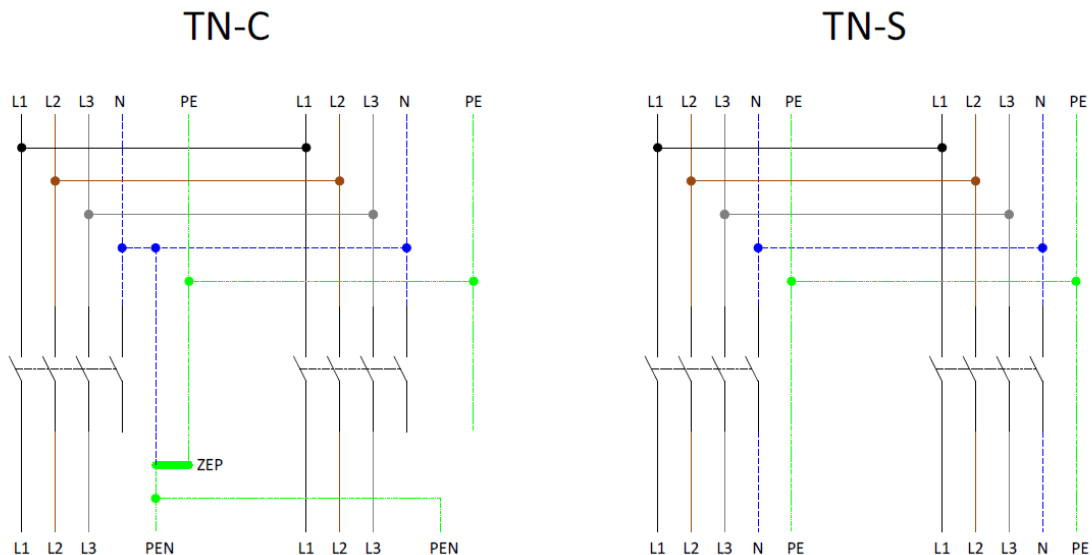 TN-C TN-S
L1 L2 L3 N PE L1 L2 L3 N PE L1 L2 L3 N PE L1 L2 L3 N PE
ZEP
L1 L2 L3 PEN L1 L2 L3 PEN L1 L2 L3 N PE L1 L2 L3 N PE